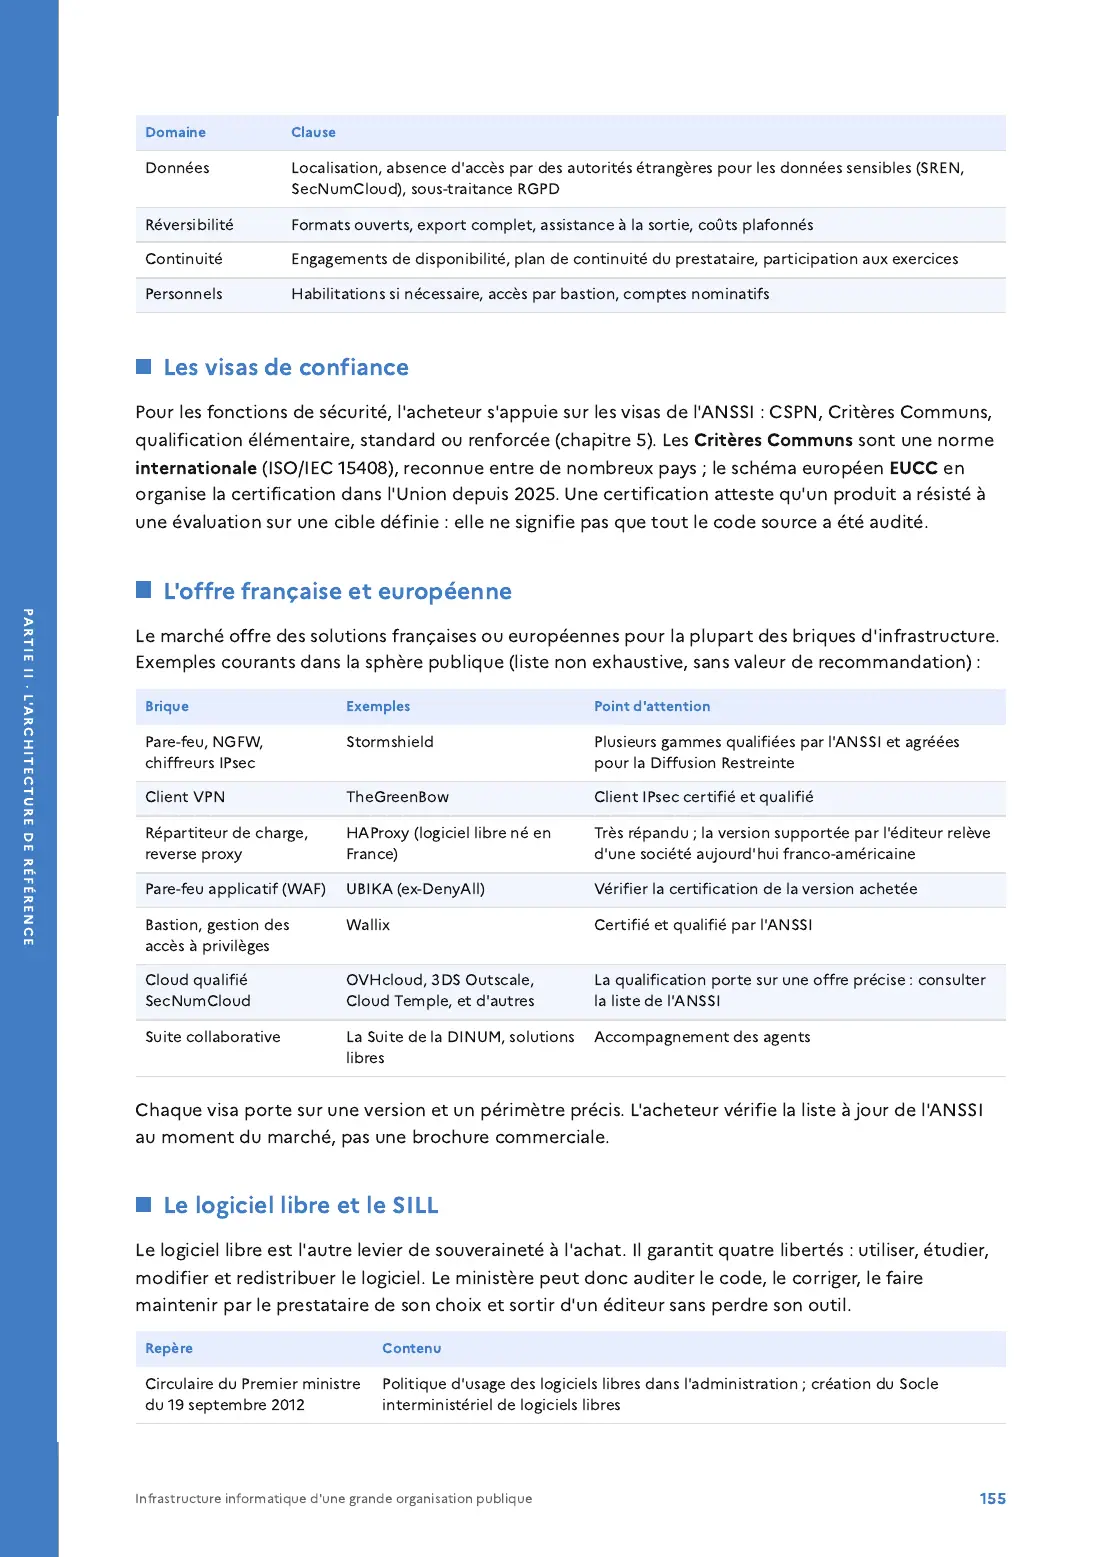 Domaine Clause
Données Localisation, absence d'accès par des autorités étrangères pour les données sensibles (SREN,
SecNumCloud), sous-traitance RGPD
Réversibilité Formats ouverts, export complet, assistance à la sortie, coûts plafonnés
Continuité Engagements de disponibilité, plan de continuité du prestataire, participation aux exercices
Personnels Habilitations si nécessaire, accès par bastion, comptes nominatifs
Les visas de confiance
Pour les fonctions de sécurité, l'acheteur s'appuie sur les visas de l'ANSSI : CSPN, Critères Communs,
qualification élémentaire, standard ou renforcée (chapitre 5). Les Critères Communs sont une norme
internationale (ISO/IEC 15408), reconnue entre de nombreux pays ; le schéma européen EUCC en
organise la certification dans l'Union depuis 2025. Une certification atteste qu'un produit a résisté à
une évaluation sur une cible définie : elle ne signifie pas que tout le code source a été audité.
L'offre française et européenne
Le marché offre des solutions françaises ou européennes pour la plupart des briques d'infrastructure.
Exemples courants dans la sphère publique (liste non exhaustive, sans valeur de recommandation) :
Brique Exemples Point d'attention
Pare-feu, NGFW, Stormshield Plusieurs gammes qualifiées par l'ANSSI et agréées
chiffreurs IPsec pour la Diffusion Restreinte
Client VPN TheGreenBow Client IPsec certifié et qualifié
Répartiteur de charge, HAProxy (logiciel libre né en Très répandu ; la version supportée par l'éditeur relève
reverse proxy France) d'une société aujourd'hui franco-américaine
Pare-feu applicatif (WAF) UBIKA (ex-DenyAll) Vérifier la certification de la version achetée
Bastion, gestion des Wallix Certifié et qualifié par l'ANSSI
accès à privilèges
Cloud qualifié OVHcloud, 3DS Outscale, La qualification porte sur une offre précise : consulter
SecNumCloud Cloud Temple, et d'autres la liste de l'ANSSI
Suite collaborative La Suite de la DINUM, solutions Accompagnement des agents
libres
Chaque visa porte sur une version et un périmètre précis. L'acheteur vérifie la liste à jour de l'ANSSI
au moment du marché, pas une brochure commerciale.
Le logiciel libre et le SILL
Le logiciel libre est l'autre levier de souveraineté à l'achat. Il garantit quatre libertés : utiliser, étudier,
modifier et redistribuer le logiciel. Le ministère peut donc auditer le code, le corriger, le faire
maintenir par le prestataire de son choix et sortir d'un éditeur sans perdre son outil.
Repère Contenu
Circulaire du Premier ministre Politique d'usage des logiciels libres dans l'administration ; création du Socle
du 19 septembre 2012 interministériel de logiciels libres
Infrastructure informatique d'une grande organisation publique 155
PARTIE II · L'ARCHITECTURE DE RÉFÉRENCE